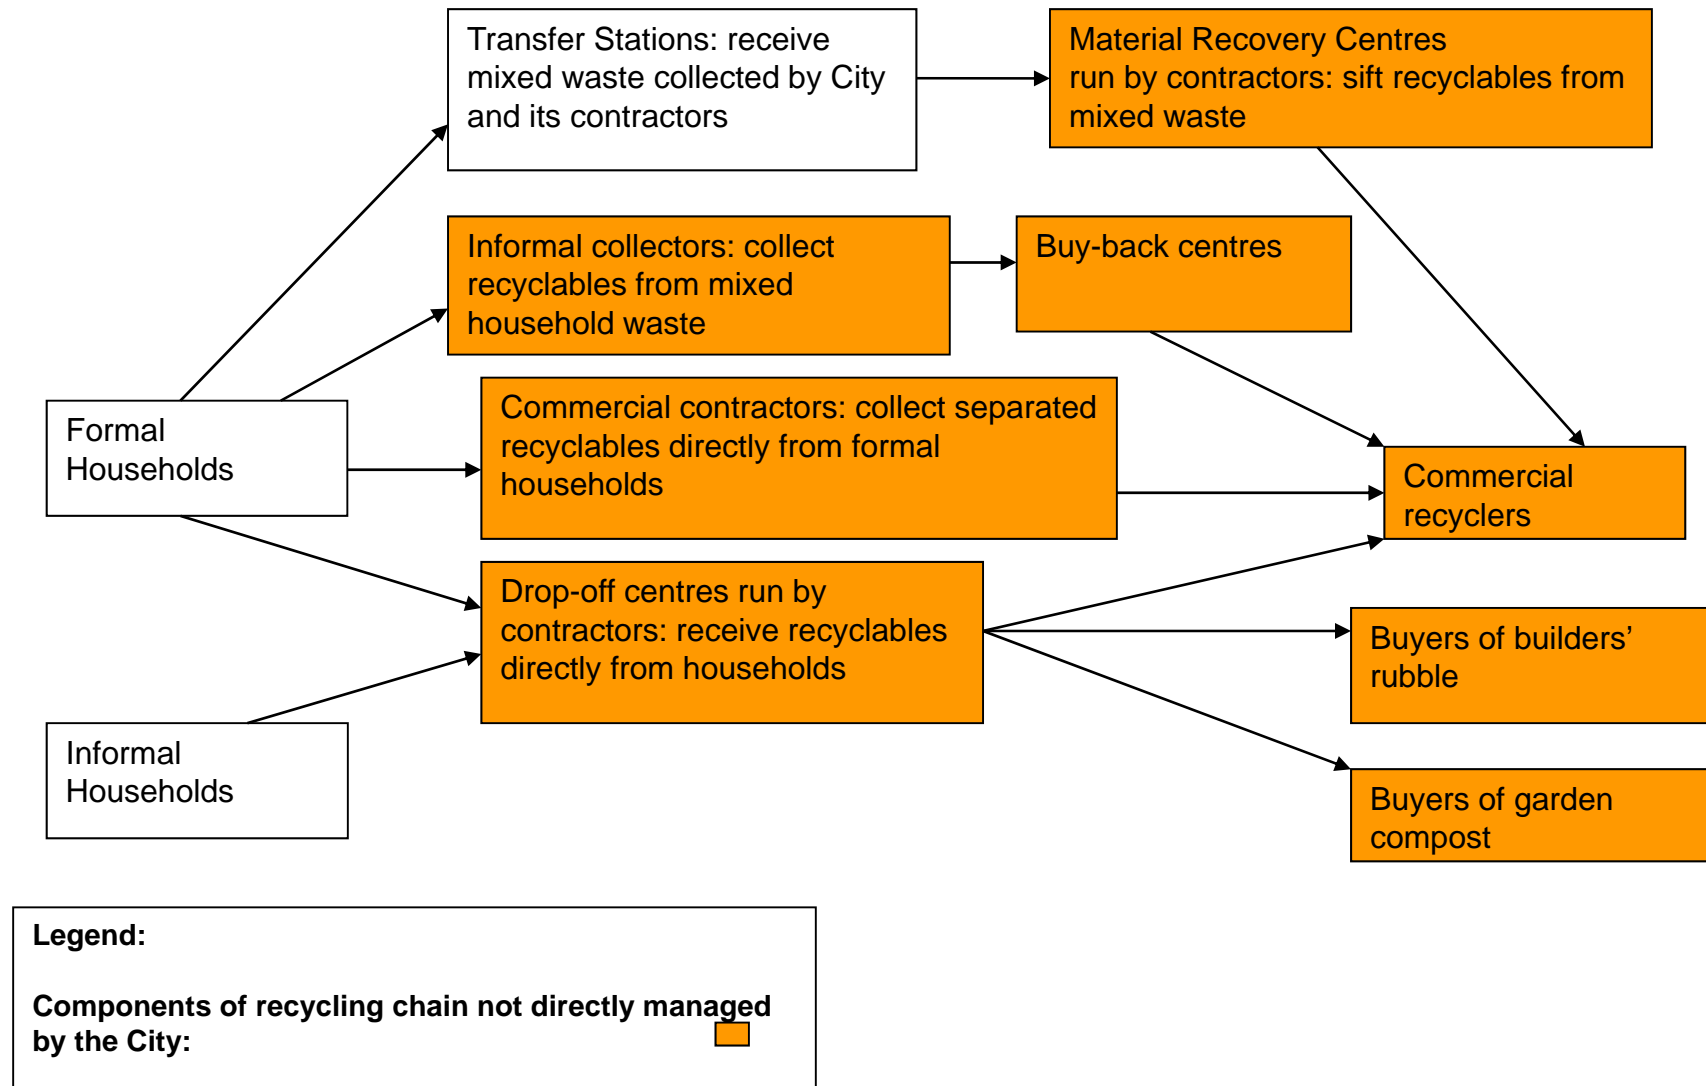 Transfer Stations: receive
mixed waste collected by City
and its contractors
Material Recovery Centres
run by contractors: sift recyclables from
mixed waste
Informal collectors: collect
recyclables from mixed
household waste
Buy-back centres
Formal
Households
Commercial contractors: collect separated
recyclables directly from formal
households
Commercial
recyclers
Drop-off centres run by
contractors: receive recyclables
directly from households
Buyers of builders’
rubble
Informal
Households
Buyers of garden
compost
Legend:
Components of recycling chain not directly managed
by the City: